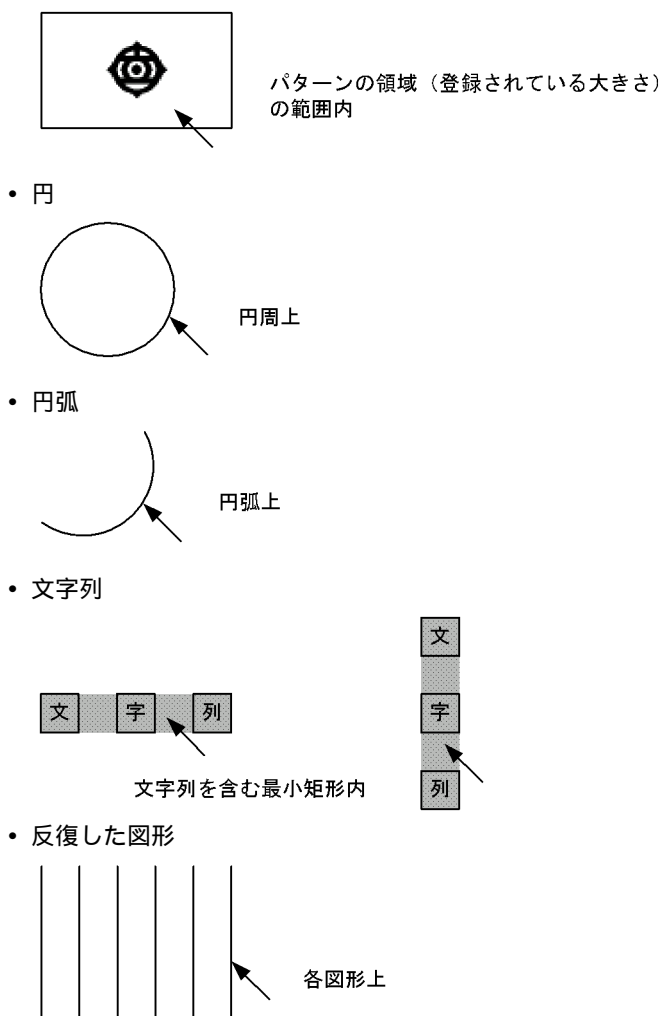 パターンの領域（登録されている大きさ）
の範囲内
• 円
円周上
• 円弧
円弧上
• 文字列
文
字
列
文 字 列
文字列を含む最小矩形内
• 反復した図形
各図形上